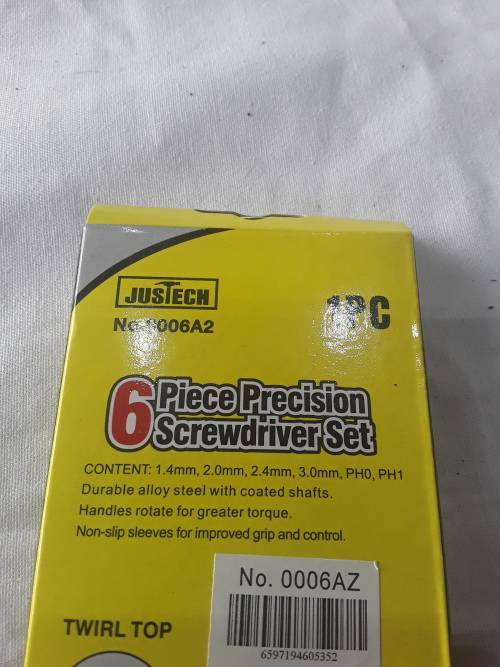 JUSTECH
No.0006A2
1PC
6 Piece Precision
Screwdriver Set
CONTENT: 1.4mm, 2.0mm, 2.4mm, 3.0mm, PH0, PH1
Durable alloy steel with coated shafts.
Handles rotate for greater torque.
Non-slip sleeves for improved grip and control.
No. 0006AZ
6597194605352
TWIRL TOP